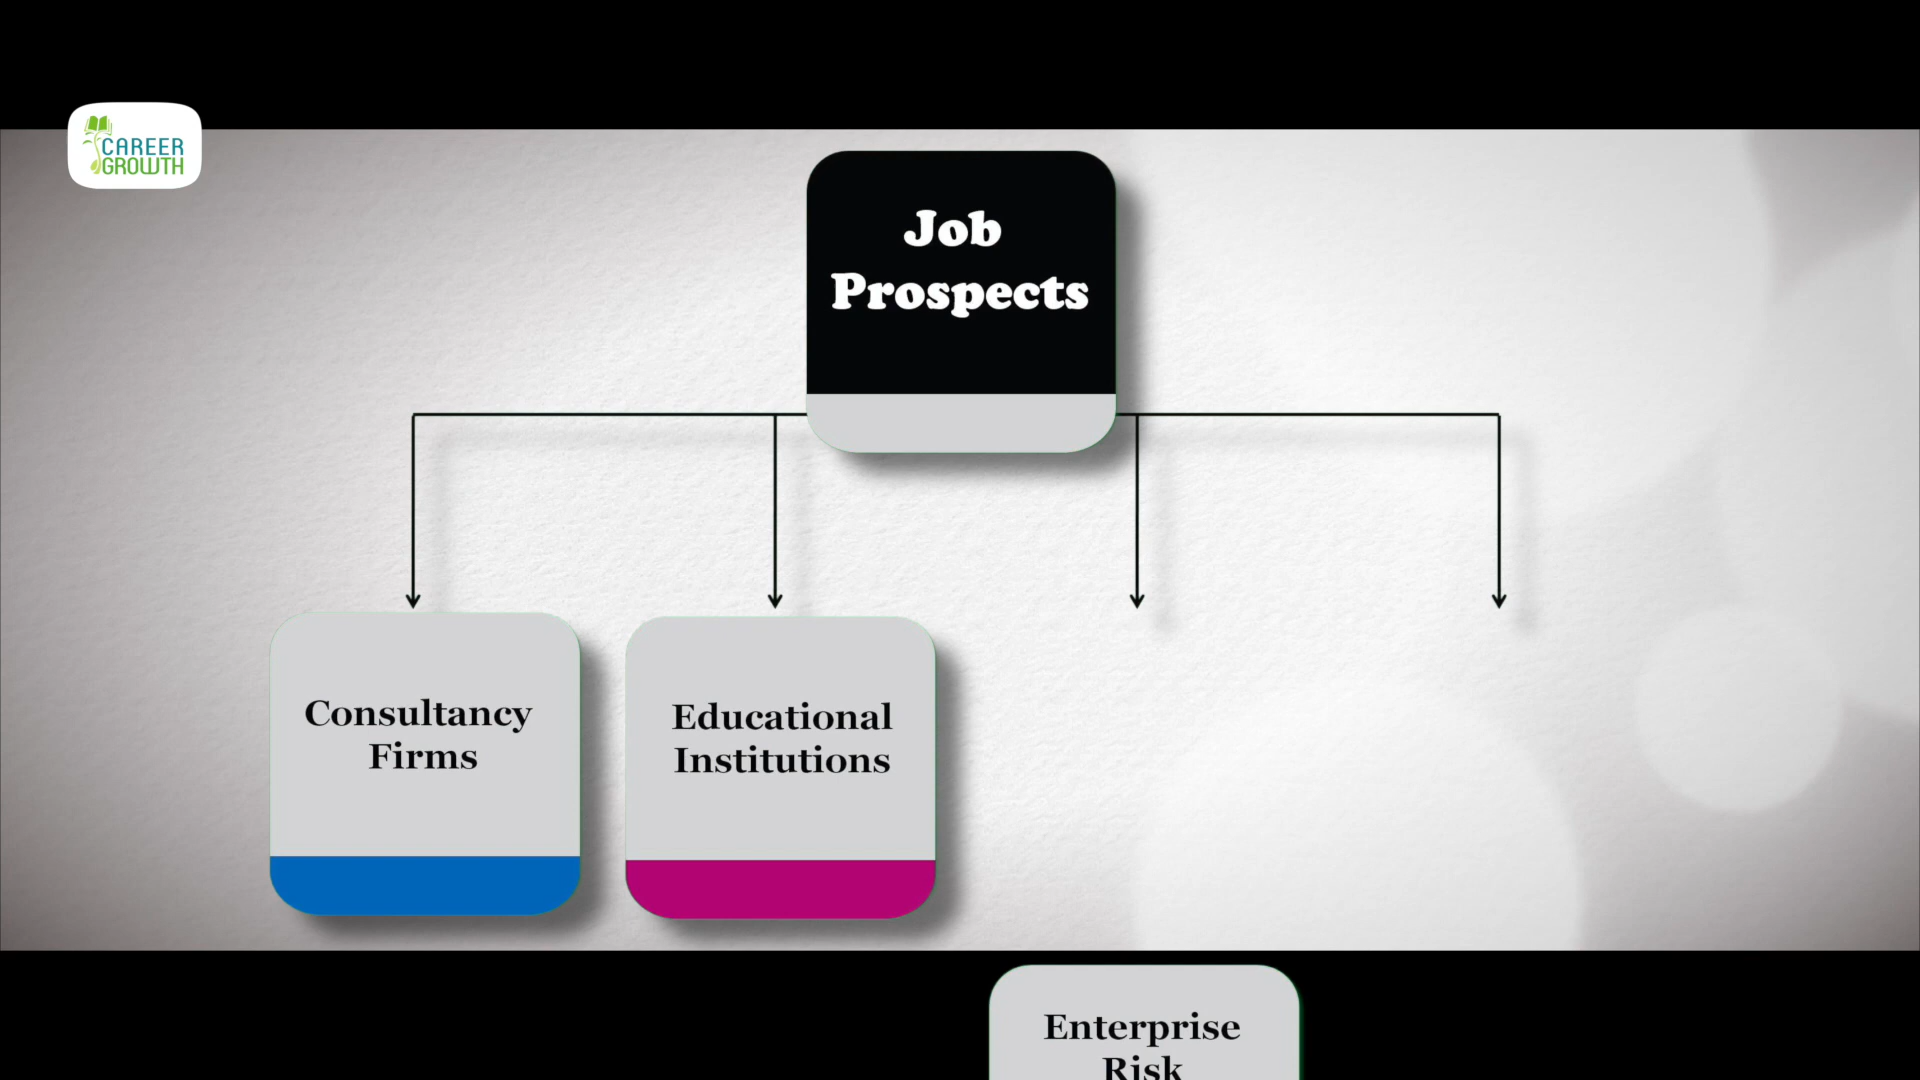 CAREER
GROWTH
Job
Prospects
Consultancy
Firms
Educational
Institutions
Enterprise
Risk